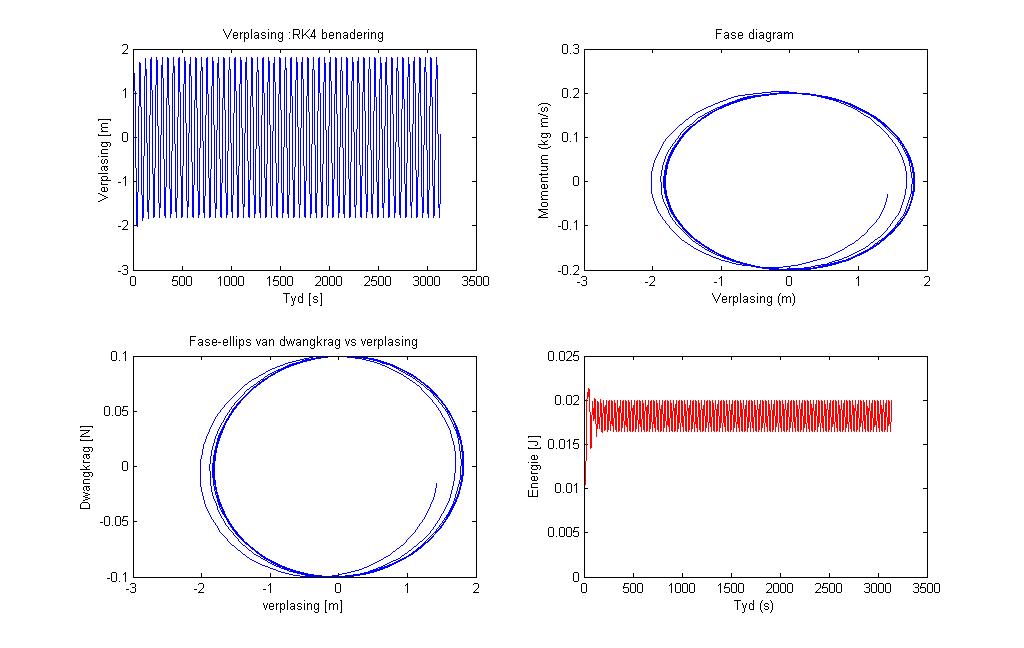 Verplasing :RK4 benadering
2
1
0
-1
-2
-3
Verplasing [m]
0 500 1000 1500 2000 2500 3000 3500
Tyd [s]
Fase diagram
0.3
0.2
0.1
0
-0.1
-0.2
Momentum (kg m/s)
-3 -2 -1 0 1 2
Verplasing (m)
Fase-ellips van dwangkrag vs verplasing
0.1
0.05
0
-0.05
-0.1
Dwangkrag [N]
-3 -2 -1 0 1 2
verplasing [m]
0.025
0.02
0.015
0.01
0.005
0
Energie [J]
0 500 1000 1500 2000 2500 3000 3500
Tyd (s)